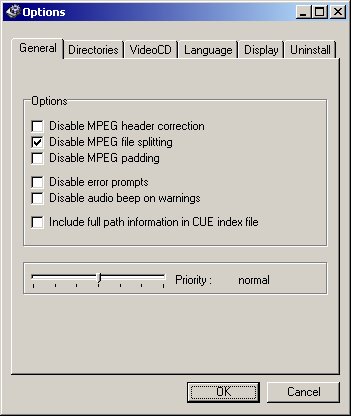 Options
General Directories VideoCD Language Display Uninstall
Options
Disable MPEG header correction
Disable MPEG file splitting
Disable MPEG padding
Disable error prompts
Disable audio beep on warnings
Include full path information in CUE index file
Priority : normal
OK Cancel